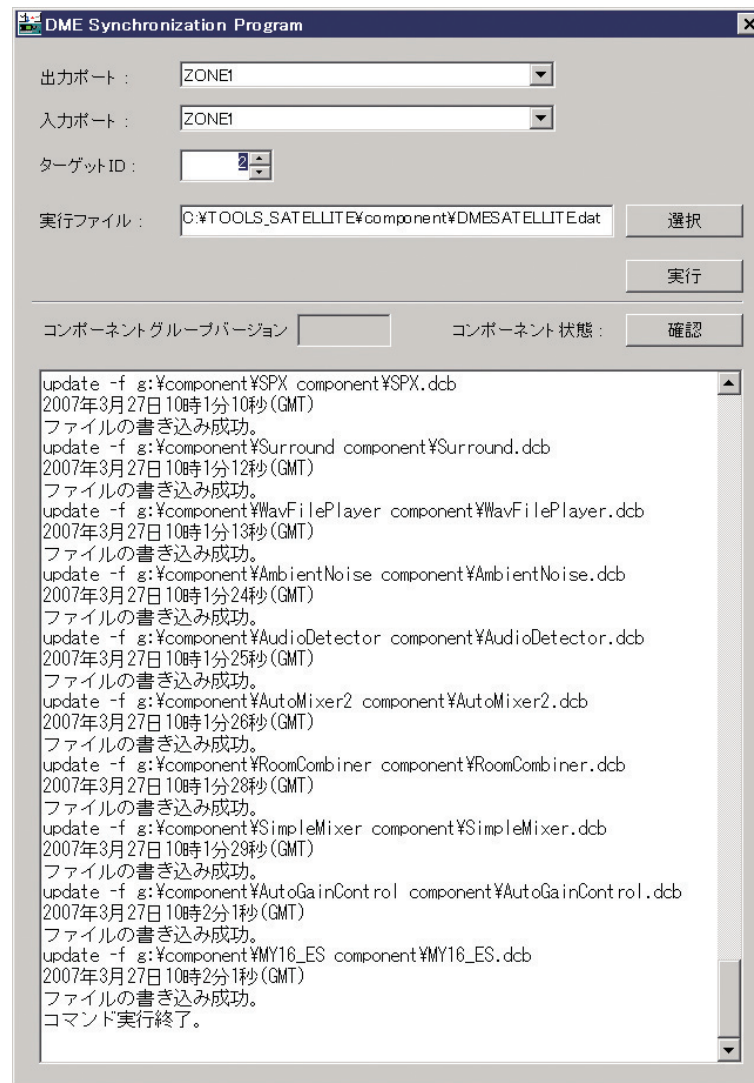 DME Synchronization Program
出力ポート : ZONE1
入力ポート : ZONE1
ターゲットID : 2
実行ファイル : C:¥TOOLS_SATELLITE¥component¥DMESATELLITE.dat 選択
実行
コンポーネントグループバージョン コンポーネント状態 : 確認
update -f g:¥component¥SPX component¥SPX.dcb
2007年3月27日10時1分10秒(GMT)
ファイルの書き込み成功。
update -f g:¥component¥Surround component¥Surround.dcb
2007年3月27日10時1分12秒(GMT)
ファイルの書き込み成功。
update -f g:¥component¥WavFilePlayer component¥WavFilePlayer.dcb
2007年3月27日10時1分13秒(GMT)
ファイルの書き込み成功。
update -f g:¥component¥AmbientNoise component¥AmbientNoise.dcb
2007年3月27日10時1分24秒(GMT)
ファイルの書き込み成功。
update -f g:¥component¥AudioDetector component¥AudioDetector.dcb
2007年3月27日10時1分25秒(GMT)
ファイルの書き込み成功。
update -f g:¥component¥AutoMixer2 component¥AutoMixer2.dcb
2007年3月27日10時1分26秒(GMT)
ファイルの書き込み成功。
update -f g:¥component¥RoomCombiner component¥RoomCombiner.dcb
2007年3月27日10時1分28秒(GMT)
ファイルの書き込み成功。
update -f g:¥component¥SimpleMixer component¥SimpleMixer.dcb
2007年3月27日10時1分29秒(GMT)
ファイルの書き込み成功。
update -f g:¥component¥AutoGainControl component¥AutoGainControl.dcb
2007年3月27日10時2分1秒(GMT)
ファイルの書き込み成功。
update -f g:¥component¥MY16_ES component¥MY16_ES.dcb
2007年3月27日10時2分1秒(GMT)
ファイルの書き込み成功。
コマンド実行終了。